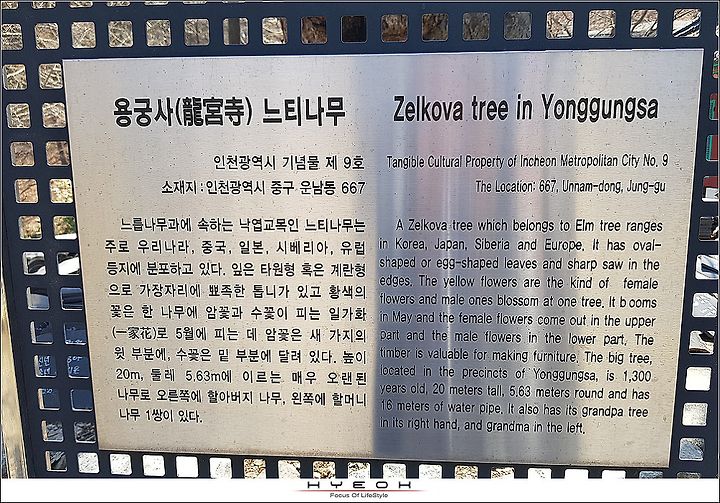 용궁사(龍宮寺) 느티나무
인천광역시 기념물 제 9호
소재지:인천광역시 중구 운남동 667
느릅나무과에 속하는 낙엽교목인 느티나무는
주로 우리나라, 중국, 일본, 시베리아, 유럽
등지에 분포하고 있다. 잎은 타원형 혹은 계란형
으로 가장자리에 뾰족한 톱니가 있고 황색의
꽃은 한 나무에 암꽃과 수꽃이 피는 일가화
(一家花)로 5월에 피는 데 암꽃은 새 가지의
윗 부분에, 수꽃은 밑 부분에 달려 있다. 높이
20m, 둘레 5.63m에 이르는 매우 오랜된
나무로 오른쪽에 할아버지 나무, 왼쪽에 할머니
나무 1쌍이 있다.
Zelkova tree in Yonggungsa
Tangible Cultural Property of Incheon Metropolitan City No. 9
The Location: 667, Unnam-dong, Jung-gu
A Zelkova tree which belongs to Elm tree ranges
in Korea, Japan, Siberia and Europe. It has oval-
shaped or egg-shaped leaves and sharp saw in the
edges. The yellow flowers are the kind of female
flowers and male ones blossom at one tree. It b ooms
in May and the female flowers come out in the upper
part and the male flowers in the lower part. The
timber is valuable for making furniture. The big tree,
located in the precincts of Yonggungsa, is 1,300
years old, 20 meters tall, 5.63 meters round and has
16 meters of water pipe. It also has its grandpa tree
in its right hand, and grandma in the left.
HYEOH
Focus Of LifeStyle